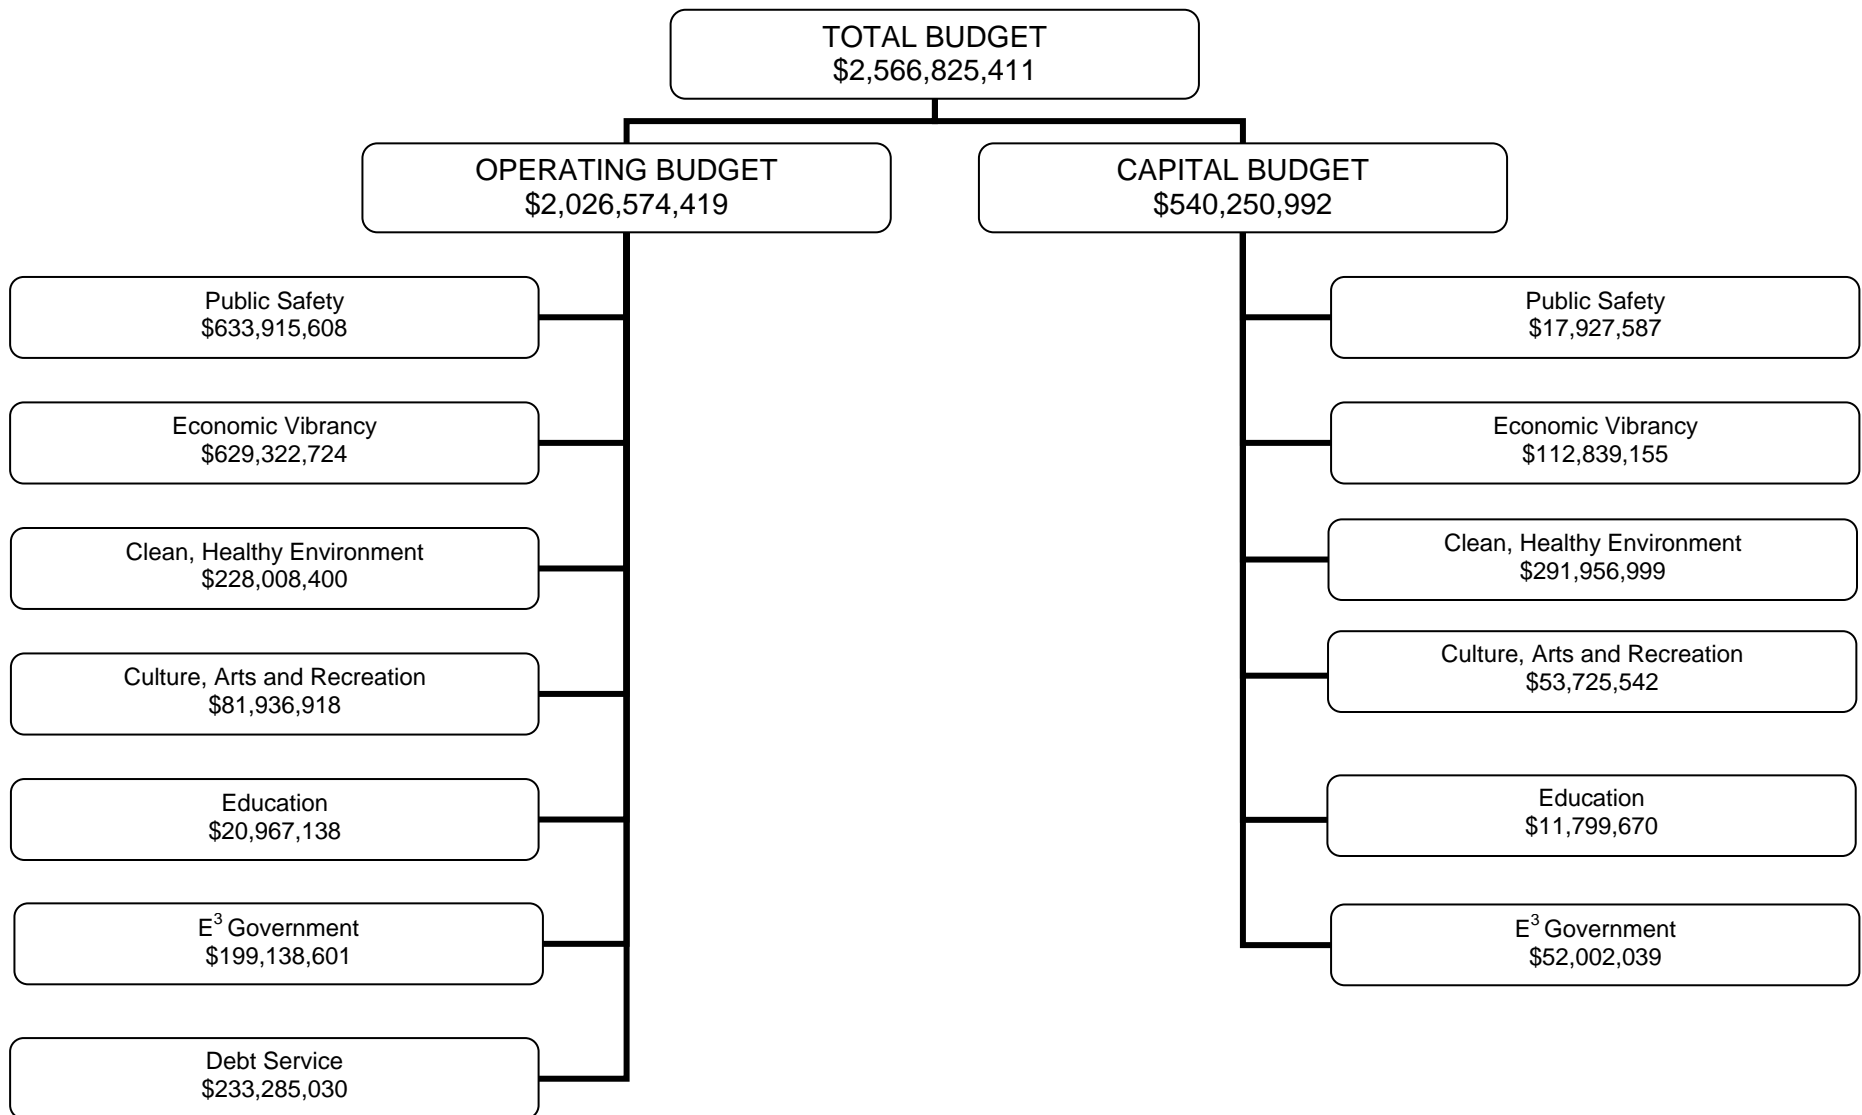 TOTAL BUDGET
$2,566,825,411
OPERATING BUDGET
$2,026,574,419
CAPITAL BUDGET
$540,250,992
Public Safety
$633,915,608
Economic Vibrancy
$629,322,724
Clean, Healthy Environment
$228,008,400
Culture, Arts and Recreation
$81,936,918
Education
$20,967,138
E³ Government
$199,138,601
Debt Service
$233,285,030
Public Safety
$17,927,587
Economic Vibrancy
$112,839,155
Clean, Healthy Environment
$291,956,999
Culture, Arts and Recreation
$53,725,542
Education
$11,799,670
E³ Government
$52,002,039